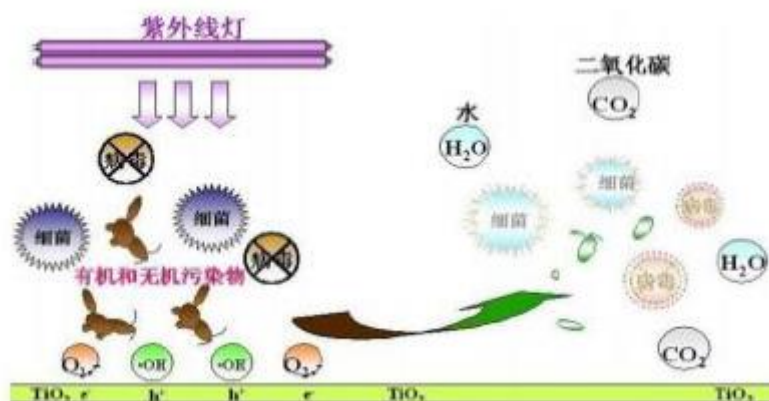 紫外线灯
二氧化碳
CO₂
水
H₂O
病毒
细菌
细菌
细菌
细菌
病毒
病毒
有机和无机污染物
病毒
H₂O
O₂.-
·OH
·OH
O₂.-
CO₂
TiO₂ e⁻ h⁺ h⁺ e⁻ TiO₂ TiO₂